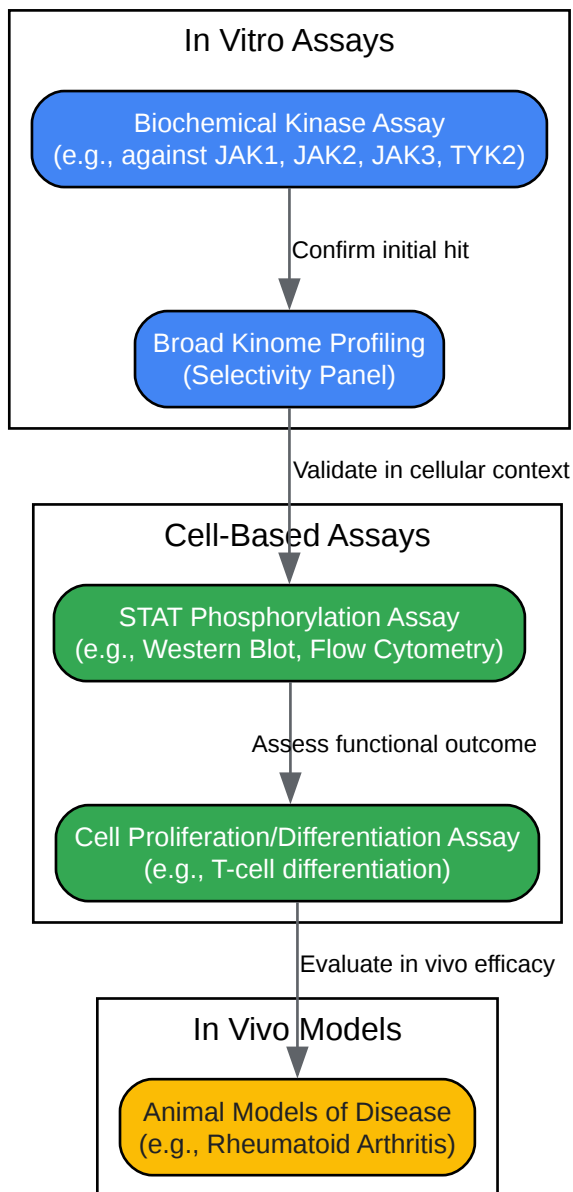 In Vitro Assays
Biochemical Kinase Assay
(e.g., against JAK1, JAK2, JAK3, TYK2)
Confirm initial hit
Broad Kinome Profiling
(Selectivity Panel)
Validate in cellular context
Cell-Based Assays
STAT Phosphorylation Assay
(e.g., Western Blot, Flow Cytometry)
Assess functional outcome
Cell Proliferation/Differentiation Assay
(e.g., T-cell differentiation)
Evaluate in vivo efficacy
In Vivo Models
Animal Models of Disease
(e.g., Rheumatoid Arthritis)